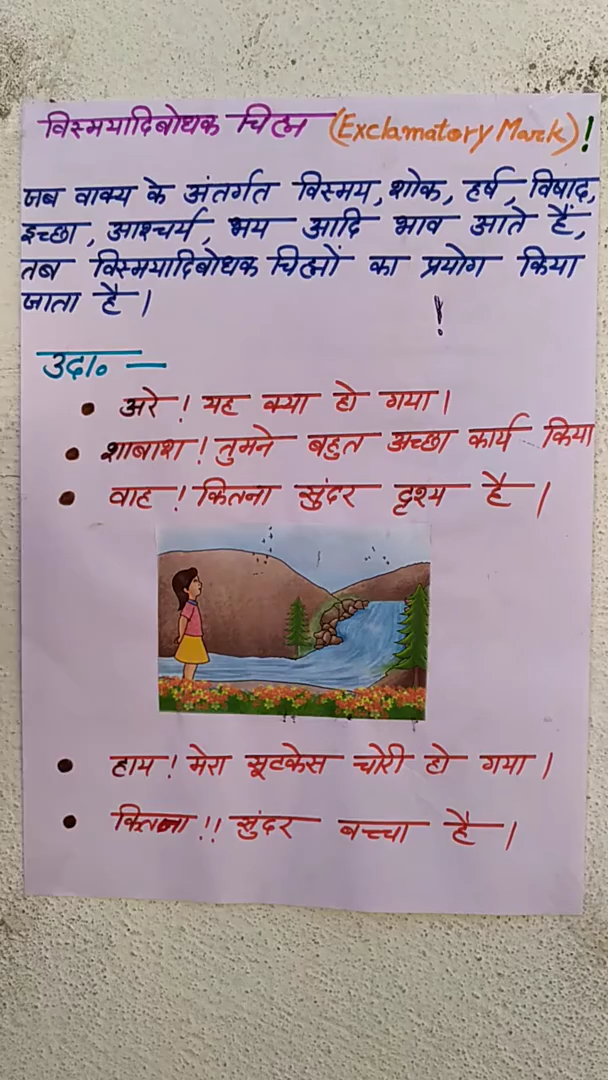 विस्मयादिबोधक चिह्न (Exclamatory Mark)!
जब वाक्य के अंतर्गत विस्मय, शोक, हर्ष, विषाद,
इच्छा, आश्चर्य, भय आदि भाव आते हैं,
तब विस्मयादिबोधक चिह्नों का प्रयोग किया
जाता है।
!
उदा० —
• अरे! यह क्या हो गया।
• शाबाश! तुमने बहुत अच्छा कार्य किया
• वाह! कितना सुंदर दृश्य है।
• हाय! मेरा सूटकेस चोरी हो गया।
• कितना!! सुंदर बच्चा है।